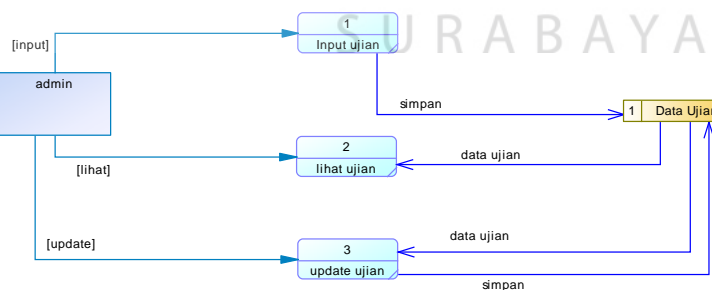 SURABAYA
1
Input ujian
[input]
admin
simpan
1 Data Ujian
2
lihat ujian
data ujian
[lihat]
3
update ujian
data ujian
[update]
simpan